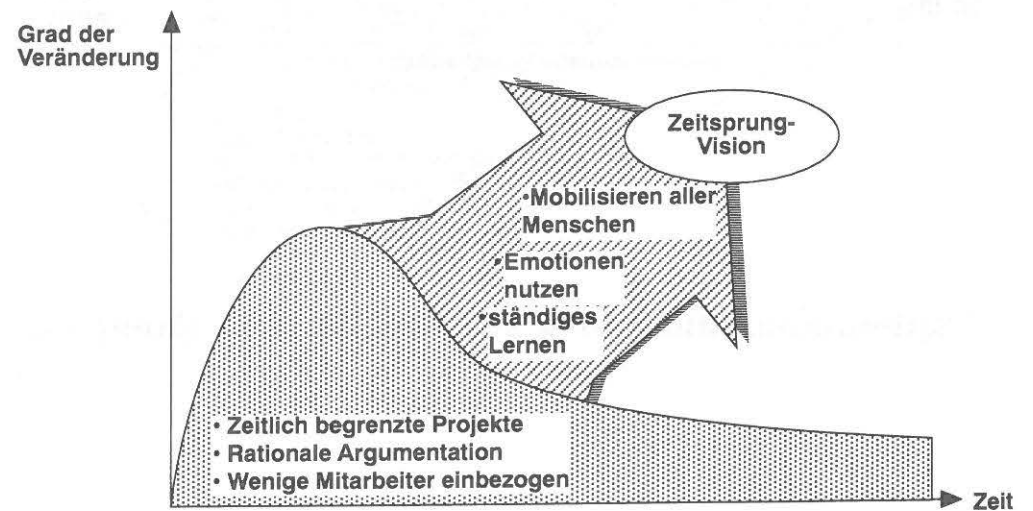 Grad der
Veränderung
Zeitsprung-
Vision
•Mobilisieren aller
Menschen
•Emotionen
nutzen
•ständiges
Lernen
• Zeitlich begrenzte Projekte
• Rationale Argumentation
• Wenige Mitarbeiter einbezogen
Zeit